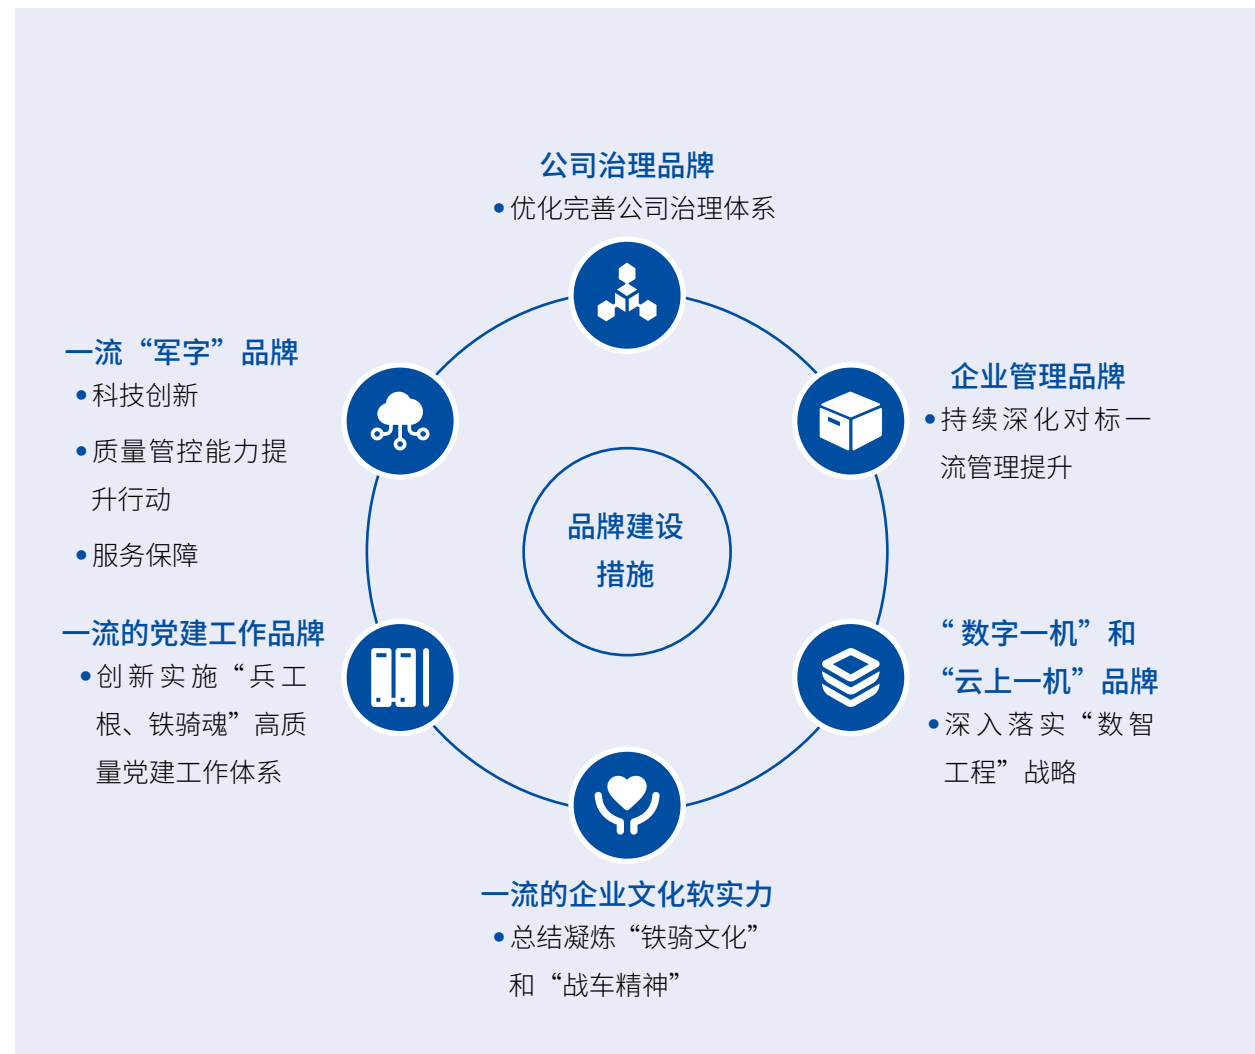 公司治理品牌
•优化完善公司治理体系
一流“军字”品牌
•科技创新
•质量管控能力提
升行动
•服务保障
企业管理品牌
•持续深化对标一
流管理提升
品牌建设
措施
一流的党建工作品牌
•创新实施“兵工
根、铁骑魂”高质
量党建工作体系
“数字一机”和
“云上一机”品牌
•深入落实“数智
工程”战略
一流的企业文化软实力
•总结凝炼“铁骑文化”
和“战车精神”